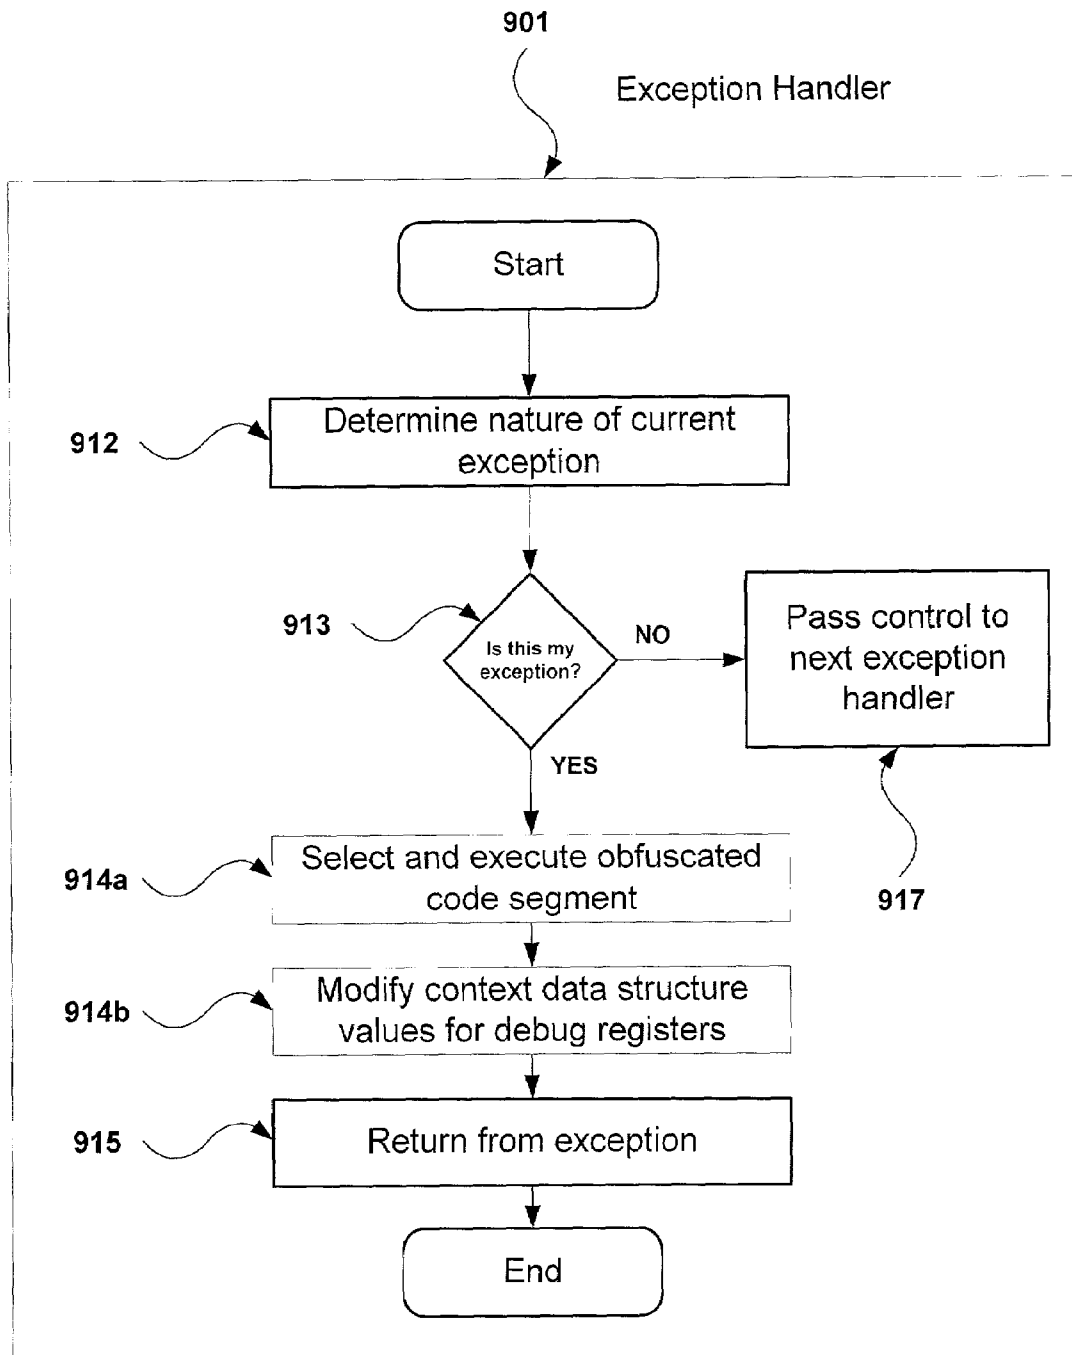 901
Exception Handler
Start
912
Determine nature of current
exception
913
Is this my
exception?
NO
Pass control to
next exception
handler
YES
917
914a
Select and execute obfuscated
code segment
914b
Modify context data structure
values for debug registers
915
Return from exception
End